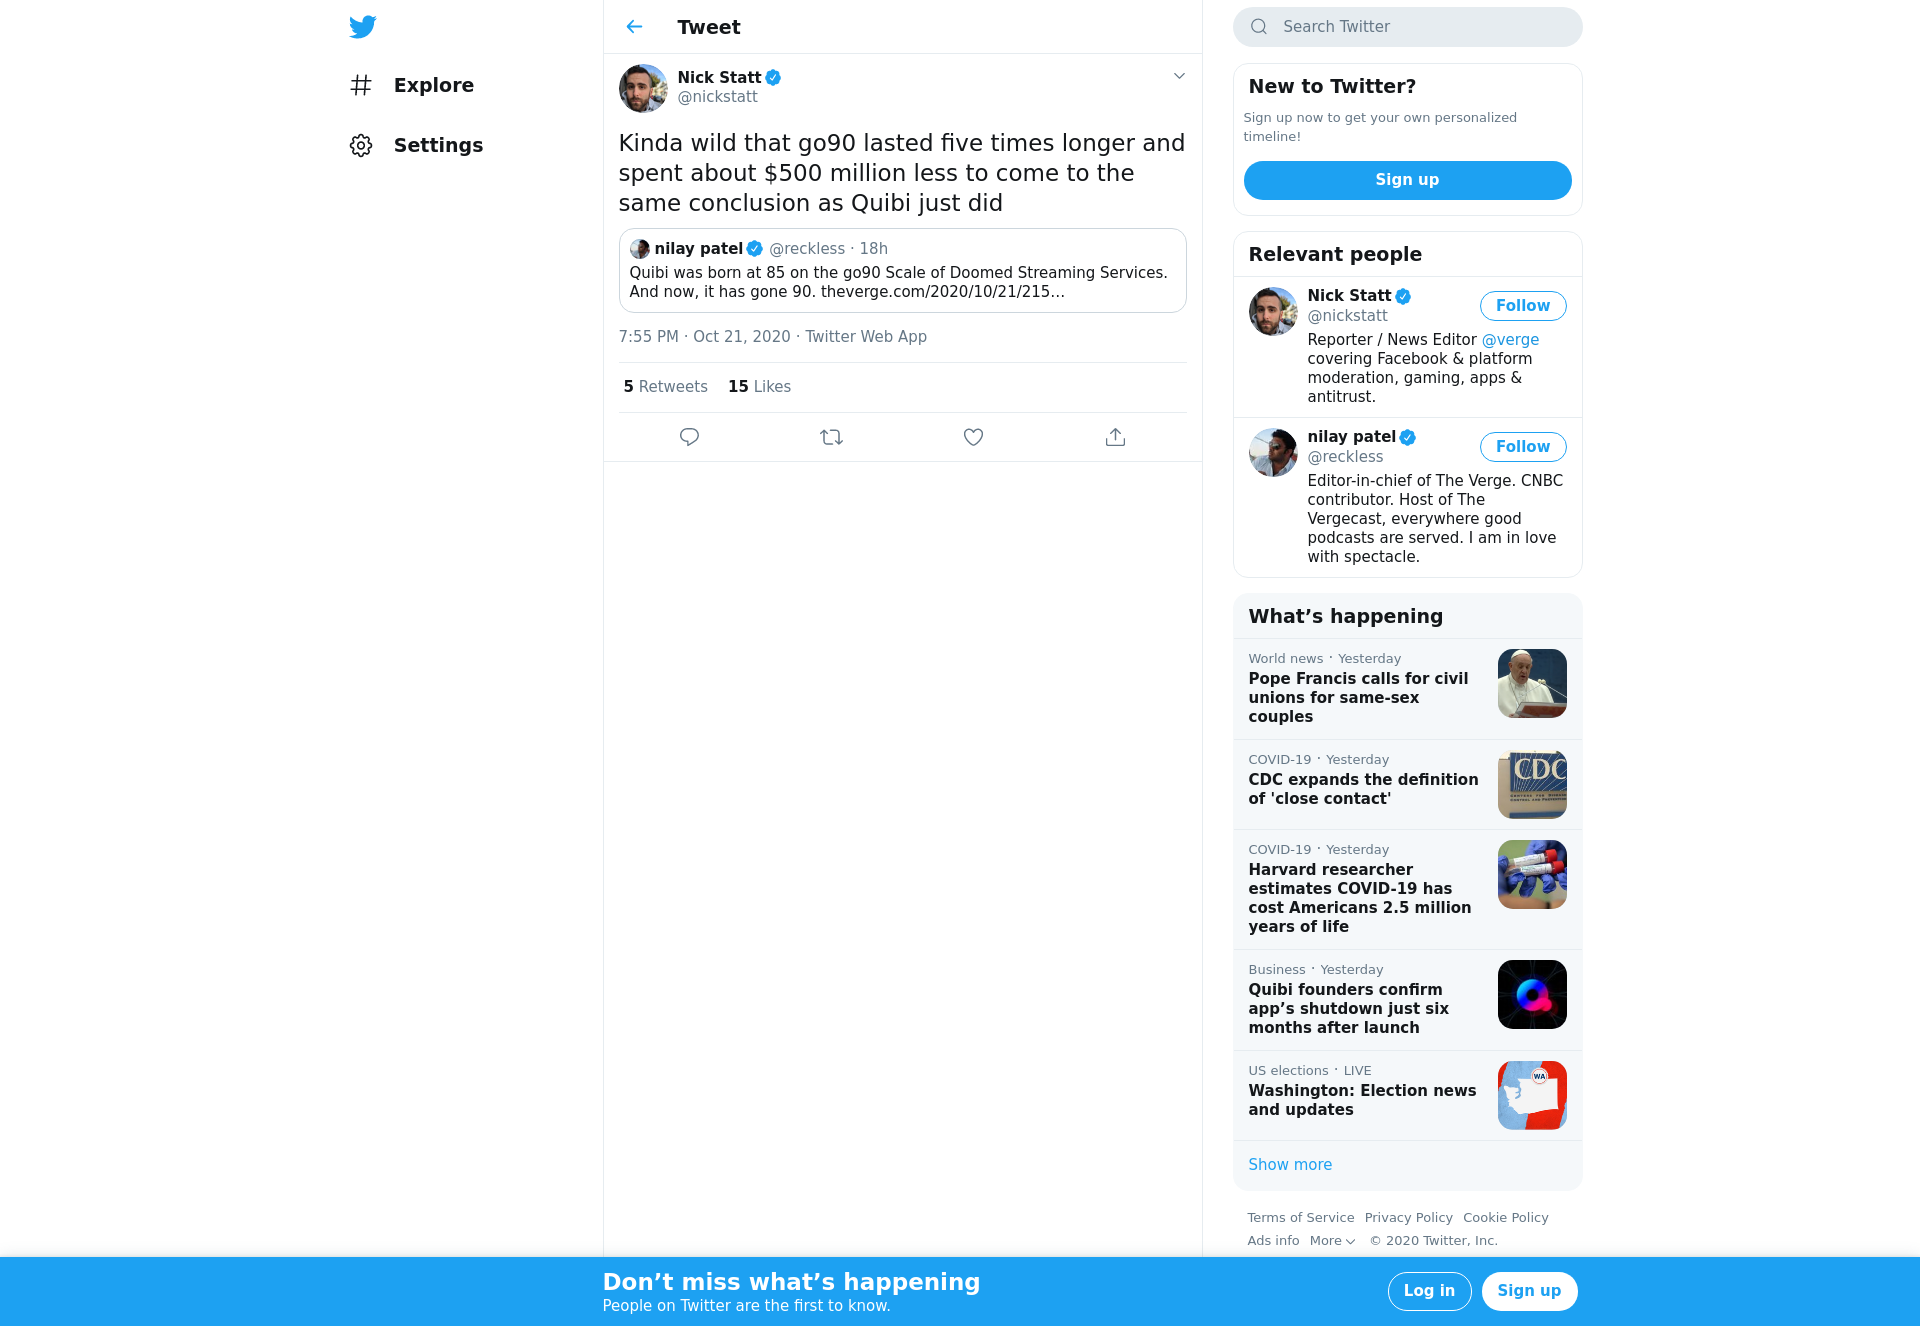 Explore
Settings
Tweet
Nick Statt
@nickstatt
Kinda wild that go90 lasted five times longer and
spent about $500 million less to come to the
same conclusion as Quibi just did
nilay patel @reckless · 18h
Quibi was born at 85 on the go90 Scale of Doomed Streaming Services.
And now, it has gone 90. theverge.com/2020/10/21/215…
7:55 PM · Oct 21, 2020 · Twitter Web App
5 Retweets 15 Likes
Search Twitter
New to Twitter?
Sign up now to get your own personalized
timeline!
Sign up
Relevant people
Nick Statt
@nickstatt
Follow
Reporter / News Editor @verge
covering Facebook & platform
moderation, gaming, apps &
antitrust.
nilay patel
@reckless
Follow
Editor-in-chief of The Verge. CNBC
contributor. Host of The
Vergecast, everywhere good
podcasts are served. I am in love
with spectacle.
What’s happening
World news · Yesterday
Pope Francis calls for civil
unions for same-sex
couples
COVID-19 · Yesterday
CDC expands the definition
of 'close contact'
CDC
COVID-19 · Yesterday
Harvard researcher
estimates COVID-19 has
cost Americans 2.5 million
years of life
Business · Yesterday
Quibi founders confirm
app’s shutdown just six
months after launch
US elections · LIVE
Washington: Election news
and updates
WA
Show more
Terms of Service Privacy Policy Cookie Policy
Ads info More © 2020 Twitter, Inc.
Don’t miss what’s happening
People on Twitter are the first to know.
Log in
Sign up